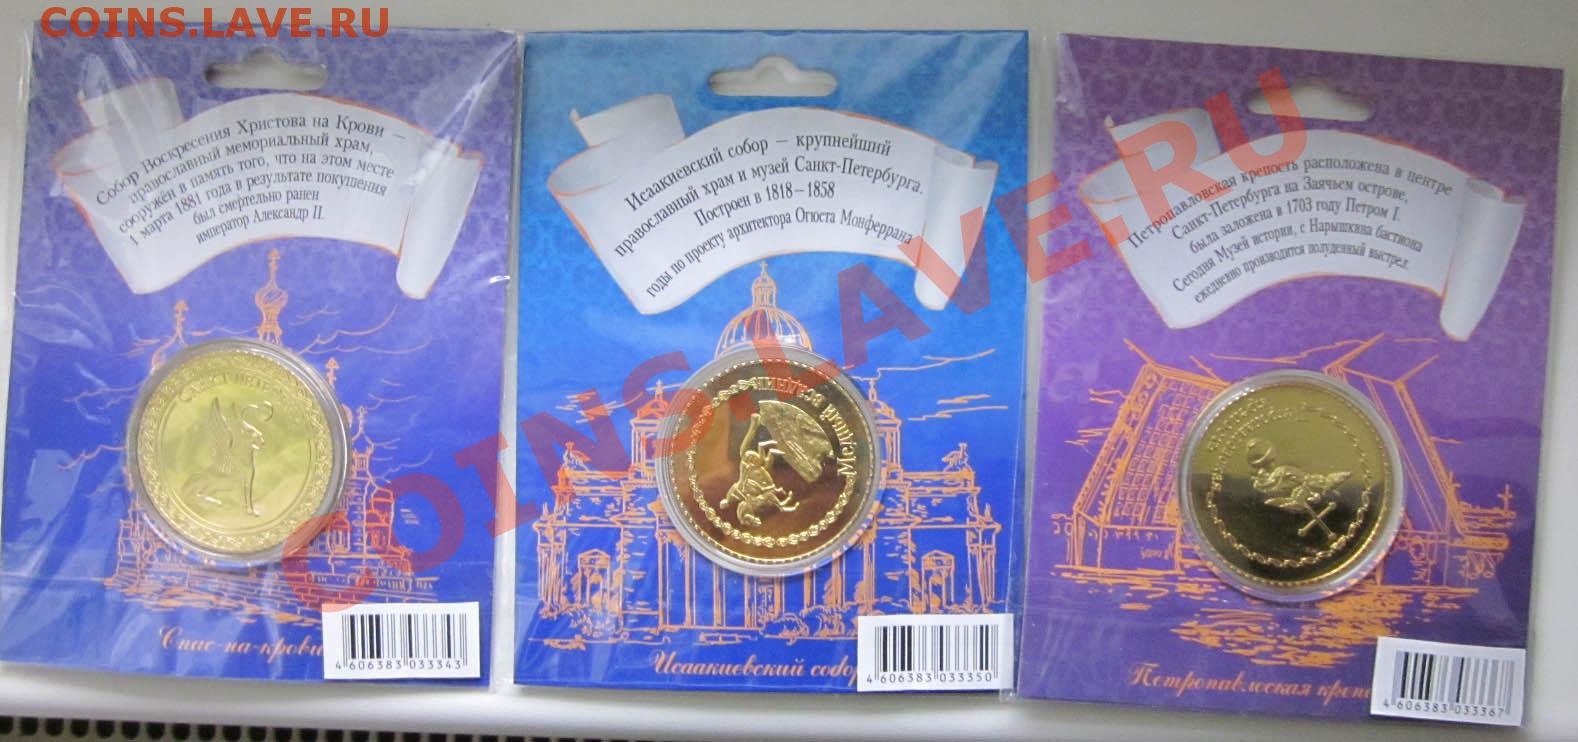 COINS.LAVE.RU
Собор Воскресения Христова на Крови –
православный мемориальный храм,
сооружён в память того, что на этом месте
1 марта 1881 года в результате покушения
был смертельно ранен
император Александр II.
Спас-на-крови
4 606383 033343
Исаакиевский собор – крупнейший
православный храм и музей Санкт-Петербурга.
Построен в 1818–1858
годы по проекту архитектора Огюста Монферрана
Медный всадник
Исаакиевский собор
4 606383 033350
Петропавловская крепость расположена в центре
Санкт-Петербурга на Заячьем острове,
была заложена в 1703 году Петром I.
Сегодня Музей истории, с Нарышкина бастиона
ежедневно производится полуденный выстрел.
Петропавлоская
4 606383 033367
COINS.LAVE.RU